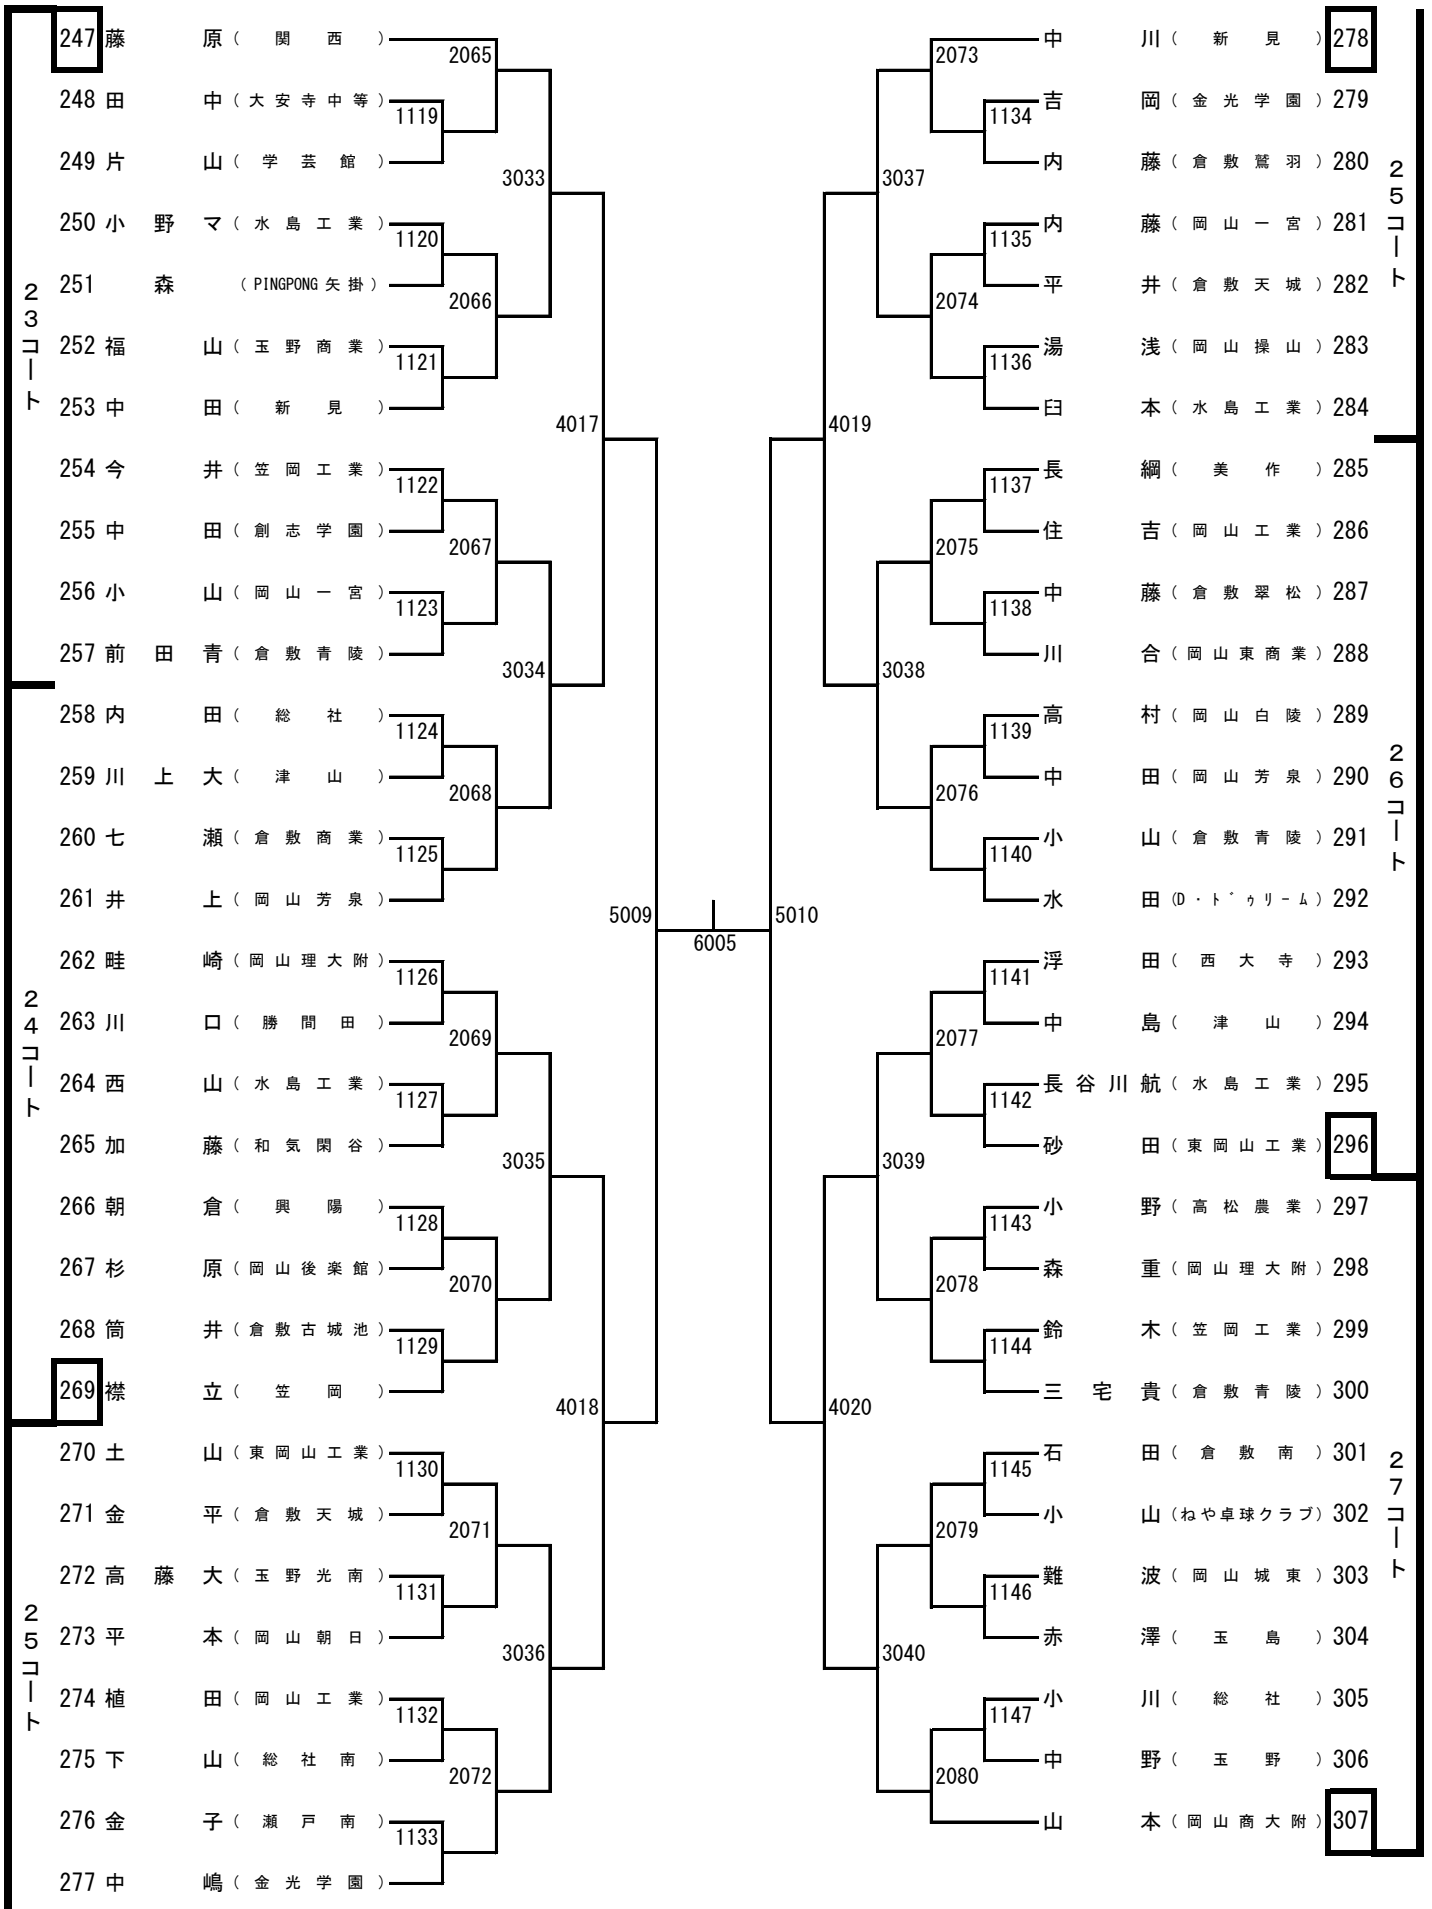 23コート
247 藤原（関西）
248 田中（大安寺中等）
249 片山（学芸館）
250 小野マ（水島工業）
251 森（PINGPONG矢掛）
252 福山（玉野商業）
253 中田（新見）
254 今井（笠岡工業）
255 中田（創志学園）
256 小山（岡山一宮）
257 前田青（倉敷青陵）
24コート
258 内田（総社）
259 川上大（津山）
260 七瀬（倉敷商業）
261 井上（岡山芳泉）
262 畦崎（岡山理大附）
263 川口（勝間田）
264 西山（水島工業）
265 加藤（和気閑谷）
266 朝倉（興陽）
267 杉原（岡山後楽館）
268 筒井（倉敷古城池）
269 襟立（笠岡）
25コート
270 土山（東岡山工業）
271 金平（倉敷天城）
272 高藤大（玉野光南）
273 平本（岡山朝日）
274 植田（岡山工業）
275 下山（総社南）
276 金子（瀬戸南）
277 中嶋（金光学園）
1119
1120
1121
1122
1123
1124
1125
1126
1127
1128
1129
1130
1131
1132
1133
2065
2066
2067
2068
2069
2070
2071
2072
3033
3034
3035
3036
4017
4018
5009
6005
5010
4019
4020
3037
3038
3039
3040
2073
2074
2075
2076
2077
2078
2079
2080
1134
1135
1136
1137
1138
1139
1140
1141
1142
1143
1144
1145
1146
1147
中川（新見）278
吉岡（金光学園）279
内藤（倉敷鷲羽）280
内藤（岡山一宮）281
平井（倉敷天城）282
湯浅（岡山操山）283
臼本（水島工業）284
25コート
長綱（美作）285
住吉（岡山工業）286
中藤（倉敷翠松）287
川合（岡山東商業）288
高村（岡山白陵）289
中田（岡山芳泉）290
小山（倉敷青陵）291
水田（D・ドゥリーム）292
浮田（西大寺）293
中島（津山）294
長谷川航（水島工業）295
砂田（東岡山工業）296
26コート
小野（高松農業）297
森重（岡山理大附）298
鈴木（笠岡工業）299
三宅貴（倉敷青陵）300
石田（倉敷南）301
小山（ねや卓球クラブ）302
難波（岡山城東）303
赤澤（玉島）304
小川（総社）305
中野（玉野）306
山本（岡山商大附）307
27コート